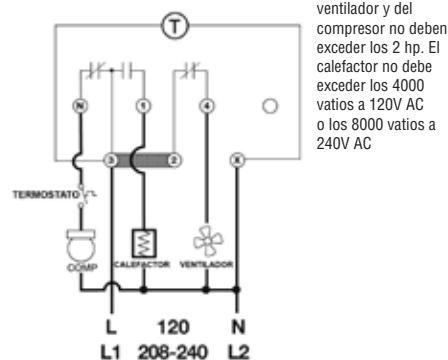 ventilador y del
compresor no deben
exceder los 2 hp. El
calefactor no debe
exceder los 4000
vatios a 120V AC
o los 8000 vatios a
240V AC
T
N
1
4
3
2
X
TERMOSTATO
COMP
CALEFACTOR
VENTILADOR
L 120 N
L1 208-240 L2